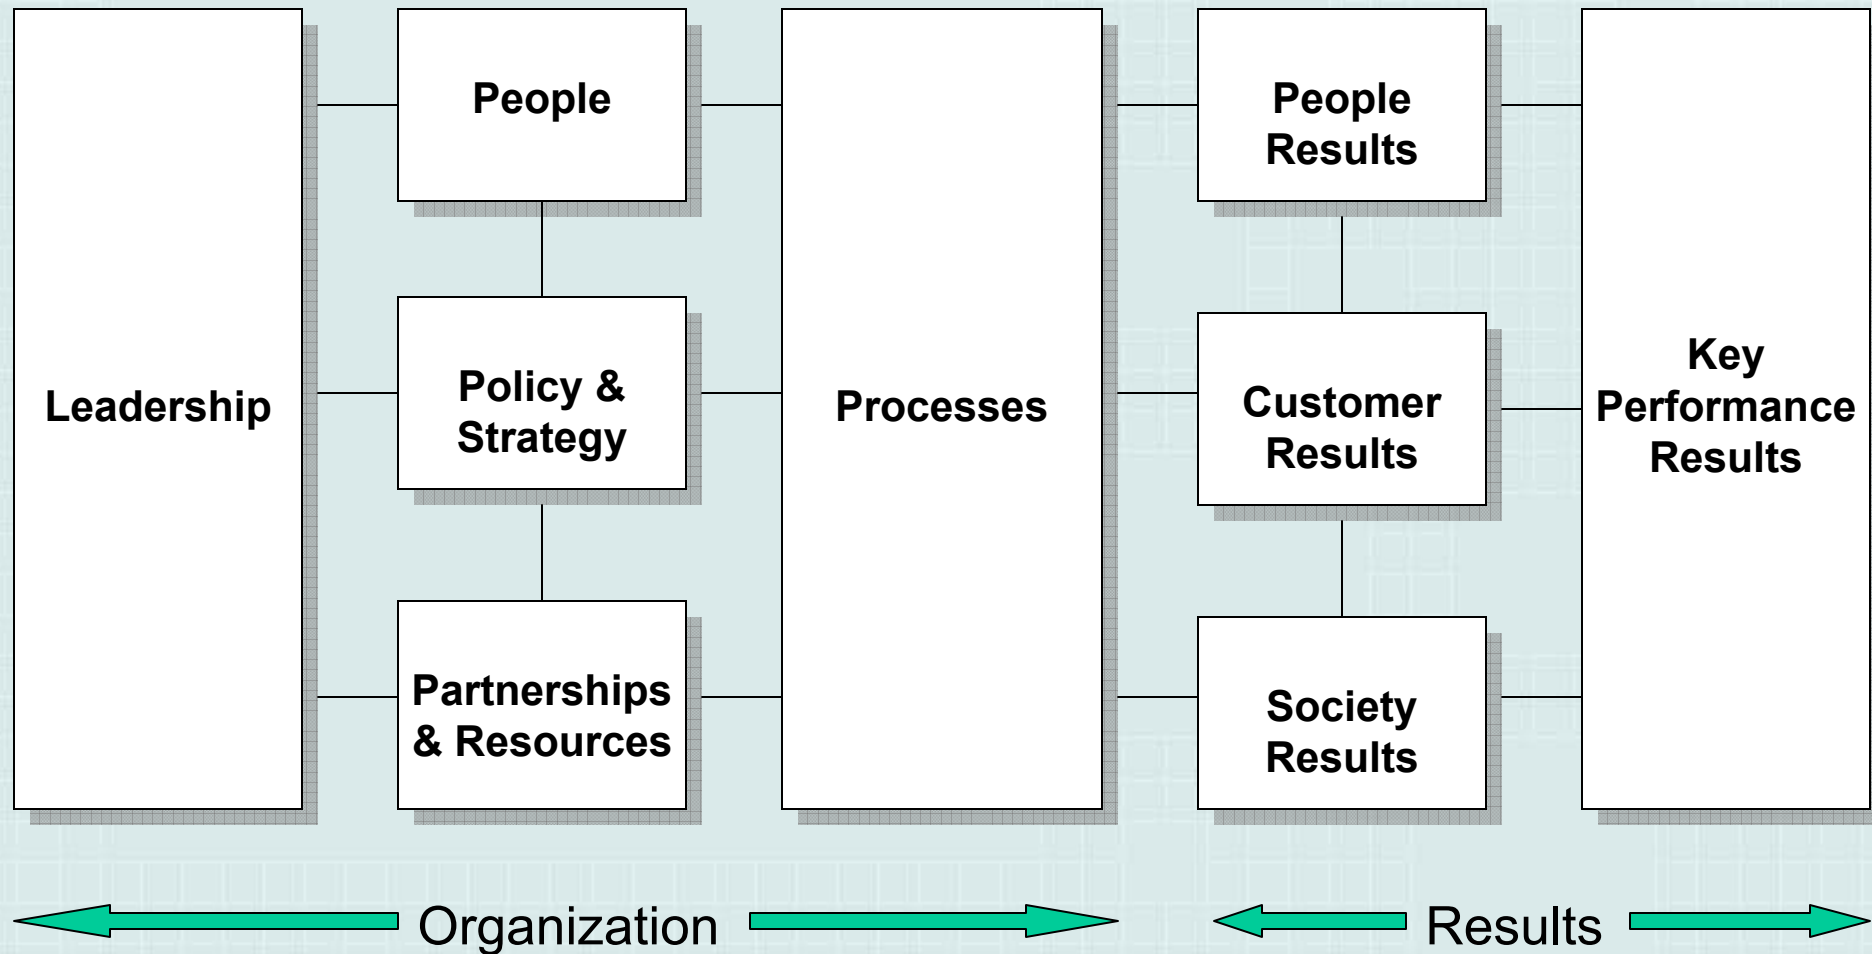 Leadership
People
Policy &
Strategy
Partnerships
& Resources
Processes
People
Results
Customer
Results
Society
Results
Key
Performance
Results
Organization
Results